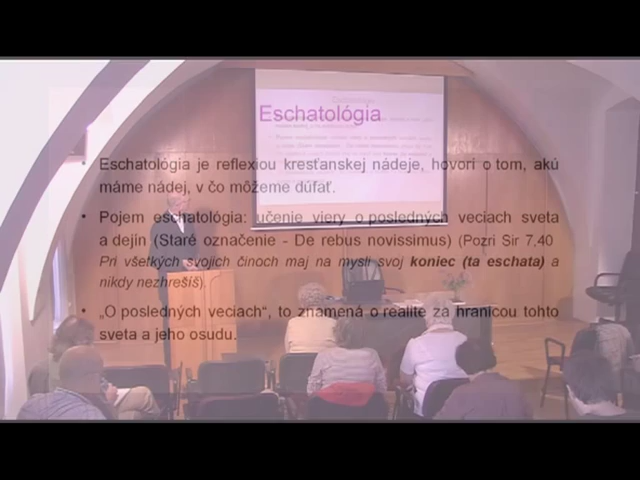 Eschatológia
• Eschatológia je reflexiou kresťanskej nádeje, hovorí o tom, akú
máme nádej, v čo môžeme dúfať.
• Pojem eschatológia: učenie viery o posledných veciach sveta
a dejín (Staré označenie - De rebus novissimus) (Pozri Sir 7.40
Pri všetkých svojich činoch maj na mysli svoj koniec (ta eschata) a
nikdy nezhrešíš).
• „O posledných veciach“, to znamená o realite za hranicou tohto
sveta a jeho osudu.